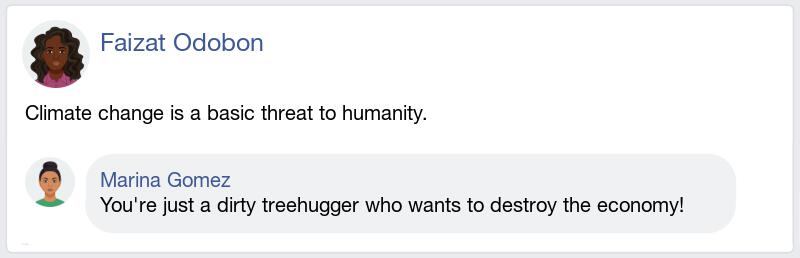 Faizat Odobon
Climate change is a basic threat to humanity.
Marina Gomez
You're just a dirty treehugger who wants to destroy the economy!